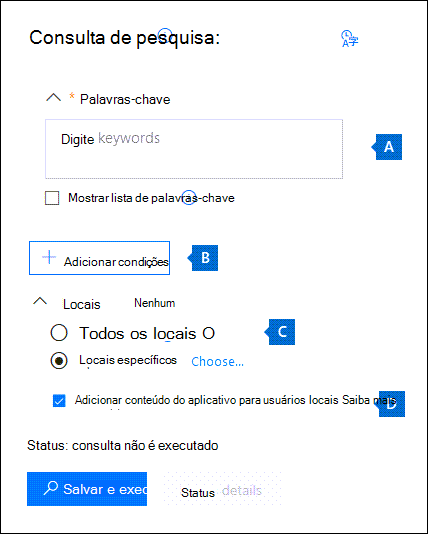 Consulta de pesquisa:
* Palavras-chave
Digite keywords
A
Mostrar lista de palavras-chave
+ Adicionar condições
B
Locais Nenhum
Todos os locais O
C
Locais específicos Choose...
Adicionar conteúdo do aplicativo para usuários locais Saiba mais
D
Status: consulta não é executado
Salvar e exec
Status details